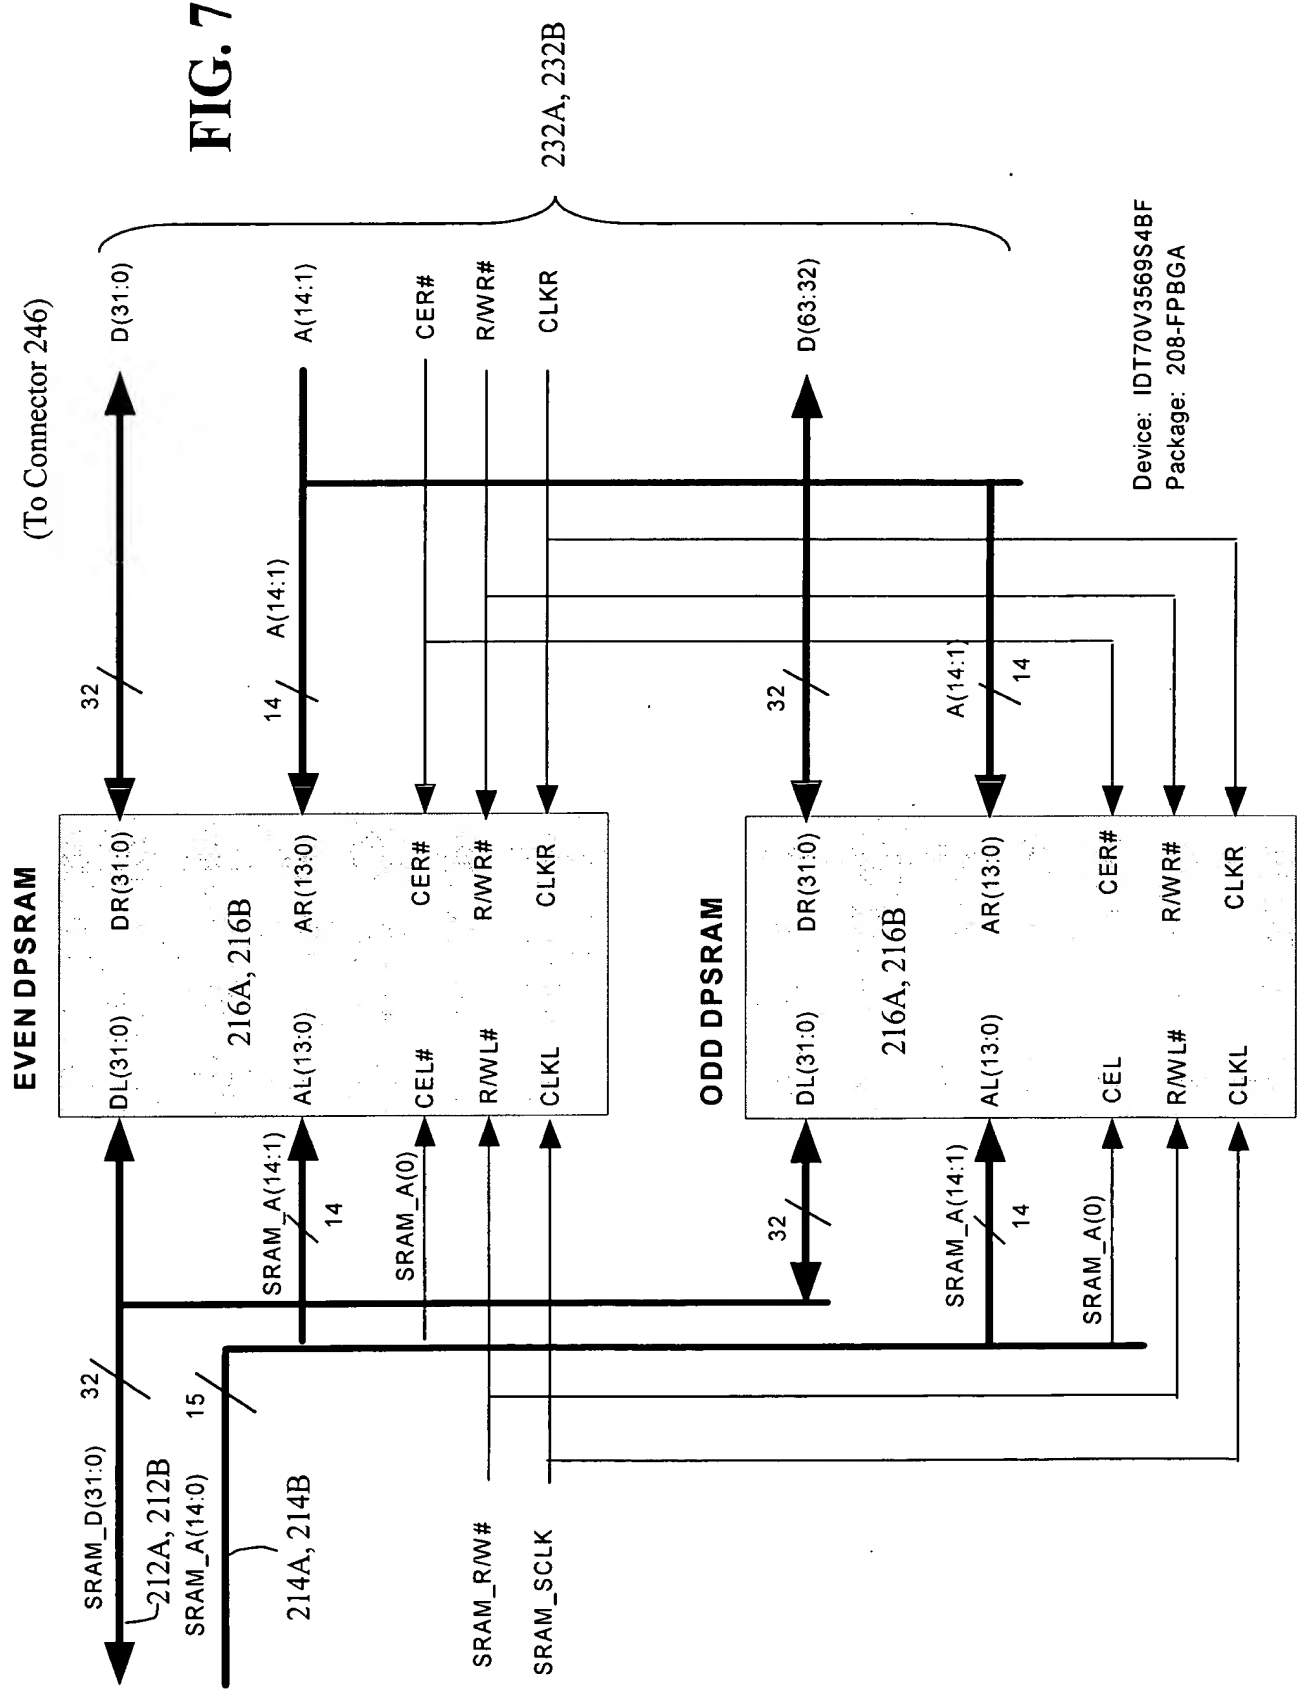 FIG. 7
(To Connector 246)
EVEN DPSRAM
SRAM_D(31:0)
32
212A, 212B
DL(31:0)
DR(31:0)
32
D(31:0)
SRAM_A(14:0)
15
214A, 214B
216A, 216B
SRAM_A(14:1)
14
AL(13:0)
AR(13:0)
14
A(14:1)
A(14:1)
SRAM_A(0)
CEL#
CER#
CER#
SRAM_R/W#
R/WL#
R/WR#
R/WR#
SRAM_SCLK
CLKL
CLKR
CLKR
232A, 232B
ODD DPSRAM
32
DL(31:0)
DR(31:0)
32
D(63:32)
216A, 216B
SRAM_A(14:1)
14
AL(13:0)
AR(13:0)
A(14:1)
14
SRAM_A(0)
CEL
CER#
R/WL#
R/WR#
CLKL
CLKR
Device: IDT70V3569S4BF
Package: 208-FPBGA